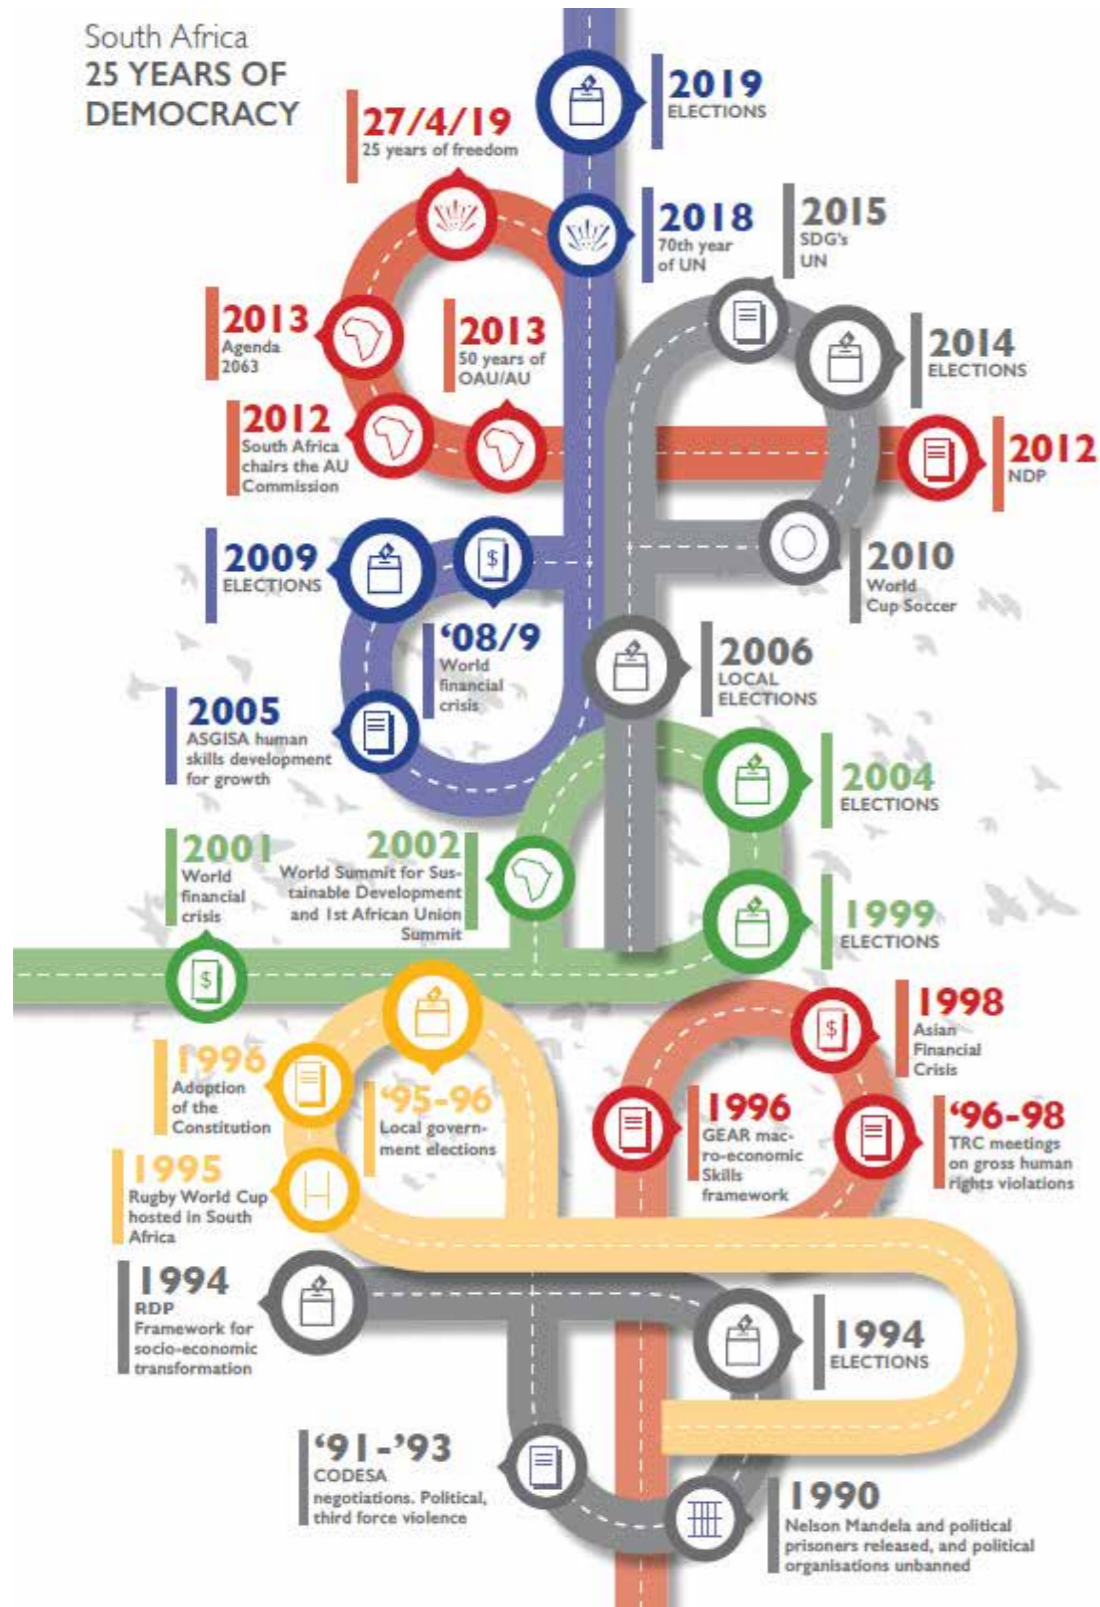 South Africa
25 YEARS OF
DEMOCRACY
2019
ELECTIONS
27/4/19
25 years of freedom
2018
70th year
of UN
2015
SDG's
UN
2013
Agenda
2063
2013
50 years of
OAU/AU
2014
ELECTIONS
2012
South Africa
chairs the AU
Commission
2012
NDP
2009
ELECTIONS
$
'08/9
World
financial
crisis
2010
World
Cup Soccer
2006
LOCAL
ELECTIONS
2005
ASGISA human
skills development
for growth
2004
ELECTIONS
2001
World
financial
crisis
$
2002
World Summit for Sus-
tainable Development
and 1st African Union
Summit
1999
ELECTIONS
1998
Asian
Financial
Crisis
$
1996
Adoption
of the
Constitution
'95-96
Local govern-
ment elections
1996
GEAR mac-
ro-economic
Skills
framework
'96-98
TRC meetings
on gross human
rights violations
1995
Rugby World Cup
hosted in South
Africa
1994
RDP
Framework for
socio-economic
transformation
1994
ELECTIONS
'91-'93
CODESA
negotiations. Political,
third force violence
1990
Nelson Mandela and political
prisoners released, and political
organisations unbanned